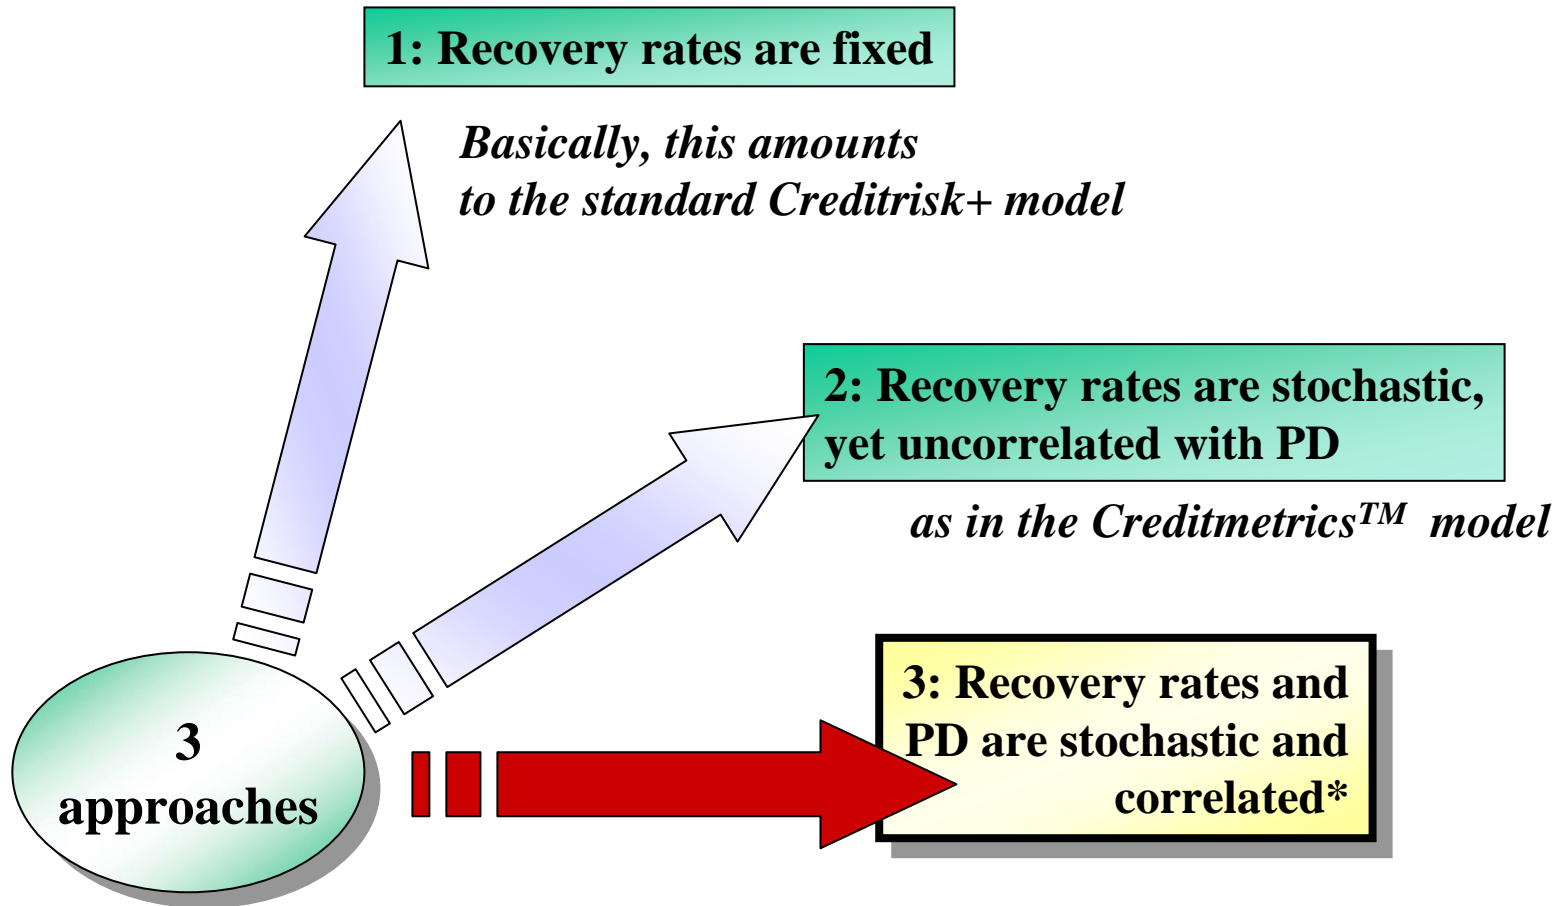 1: Recovery rates are fixed
Basically, this amounts
to the standard Creditrisk+ model
2: Recovery rates are stochastic,
yet uncorrelated with PD
as in the Creditmetrics™ model
3: Recovery rates and
PD are stochastic and
correlated*
3
approaches